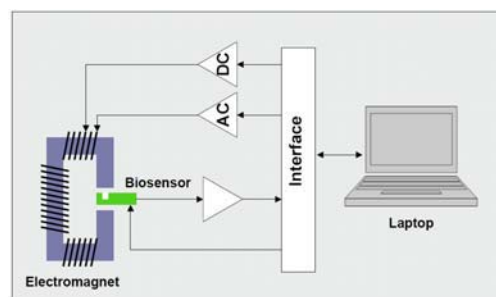 DC
AC
Interface
Biosensor
Laptop
Electromagnet